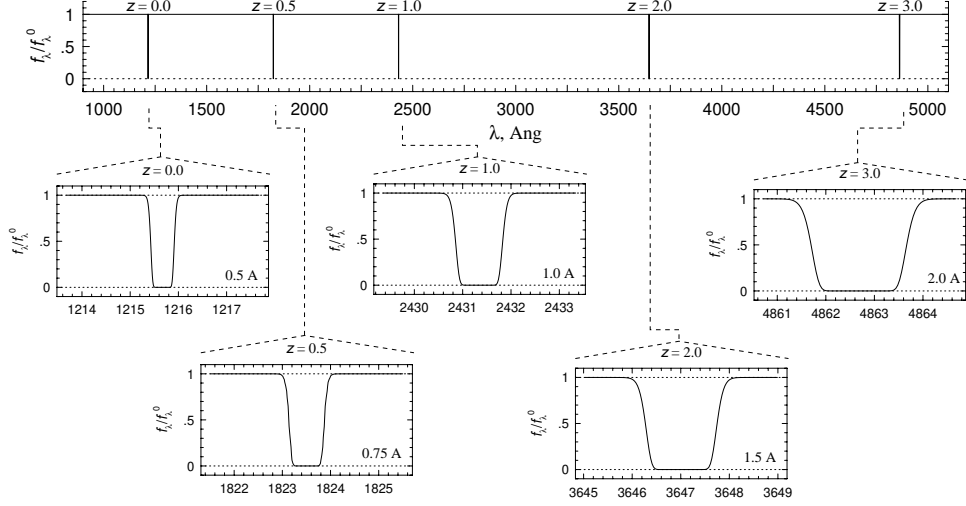 z = 0.0 z = 0.5 z = 1.0 z = 2.0 z = 3.0
f_λ/f_λ^0
1
.5
0
1000 1500 2000 2500 3000 3500 4000 4500 5000
λ, Ang
z = 0.0
f_λ/f_λ^0
1
.5
0
0.5 A
1214 1215 1216 1217
z = 1.0
f_λ/f_λ^0
1
.5
0
1.0 A
2430 2431 2432 2433
z = 3.0
f_λ/f_λ^0
1
.5
0
2.0 A
4861 4862 4863 4864
z = 0.5
f_λ/f_λ^0
1
.5
0
0.75 A
1822 1823 1824 1825
z = 2.0
f_λ/f_λ^0
1
.5
0
1.5 A
3645 3646 3647 3648 3649